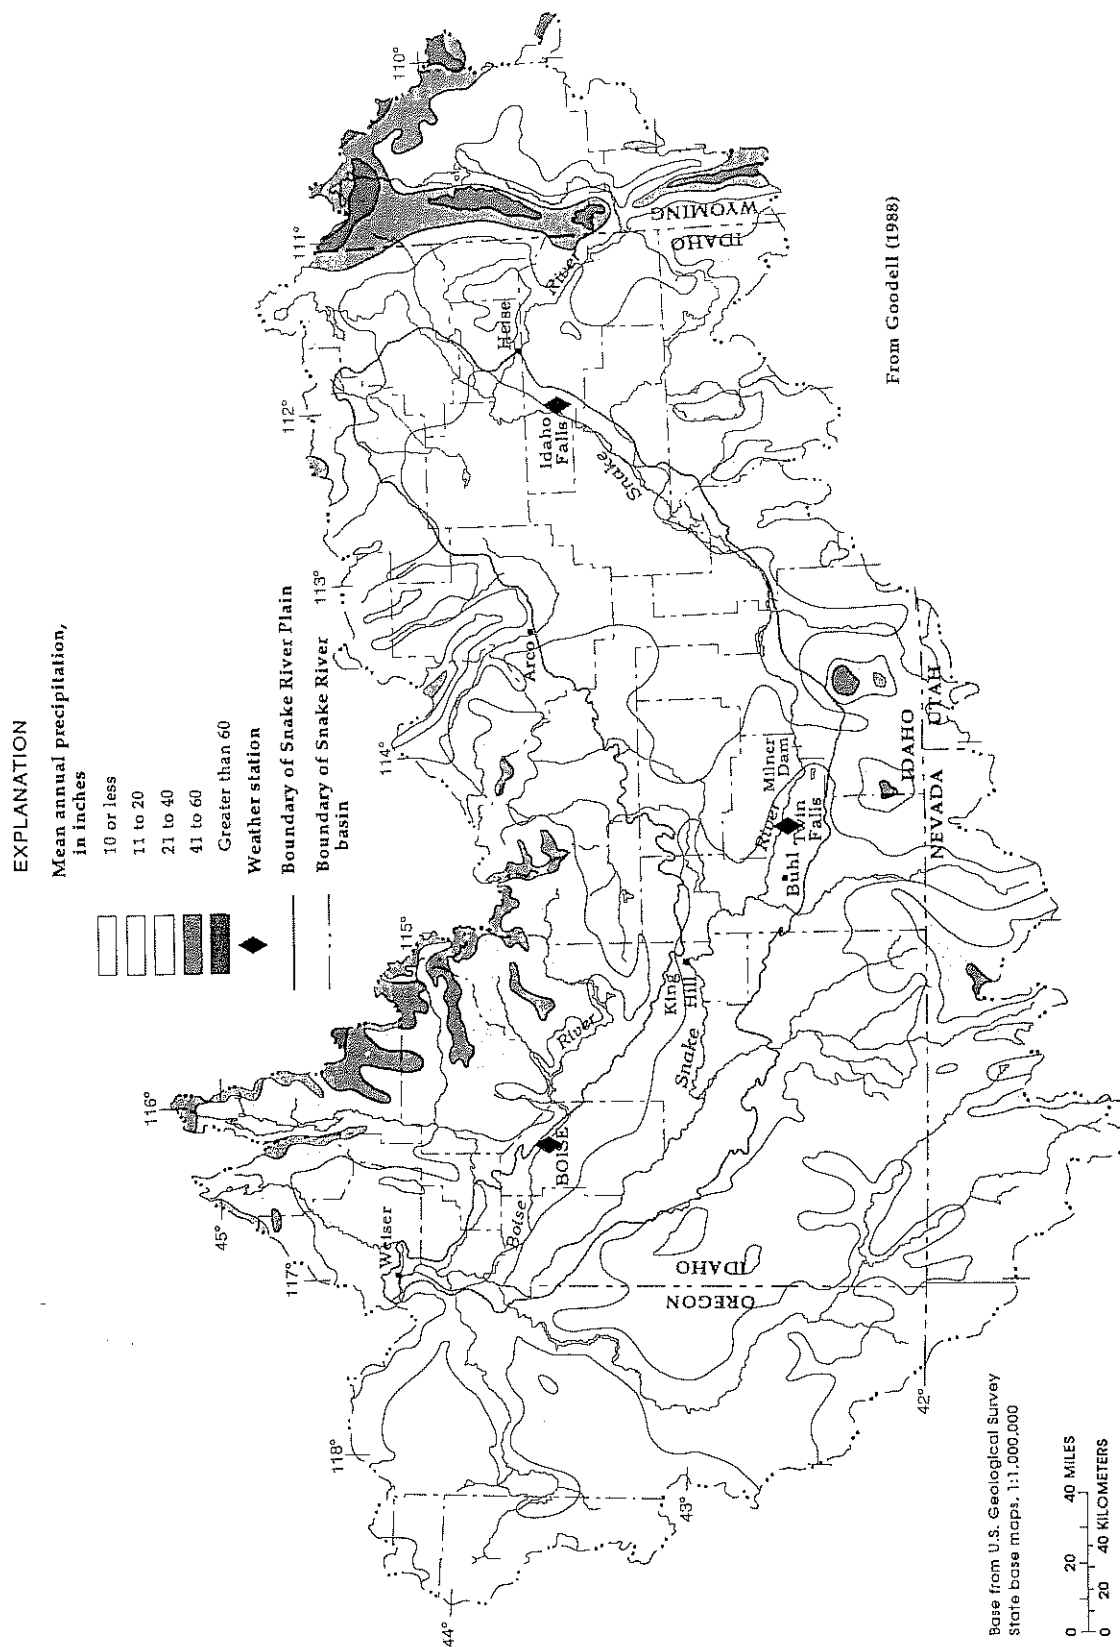 EXPLANATION
Mean annual precipitation,
in inches
10 or less
11 to 20
21 to 40
41 to 60
Greater than 60
Weather station
Boundary of Snake River Plain
Boundary of Snake River
basin
118°
117°
116°
115°
114°
113°
112°
111°
110°
45°
44°
43°
42°
Weiser
Boise
River
BOISE
OREGON
IDAHO
Snake
King
Hill
River
Buhl
Twin
Falls
Milner
Dam
Arco
NEVADA
IDAHO
UTAH
Snake
Idaho
Falls
Heise
River
IDAHO
WYOMING
From Goodell (1988)
Base from U.S. Geological Survey
State base maps, 1:1,000,000
0 20 40 MILES
0 20 40 KILOMETERS